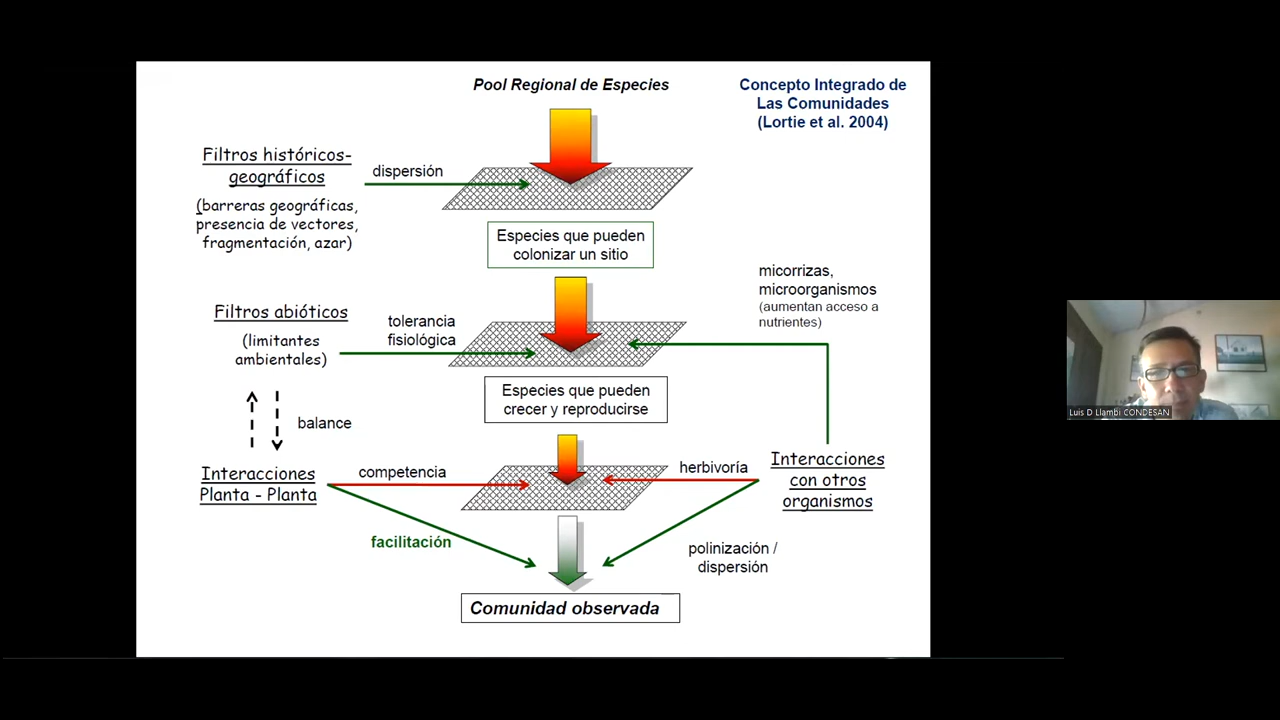 Pool Regional de Especies
Concepto Integrado de
Las Comunidades
(Lortie et al. 2004)
Filtros históricos-
geográficos
(barreras geográficas,
presencia de vectores,
fragmentación, azar)
dispersión
Especies que pueden
colonizar un sitio
micorrizas,
microorganismos
(aumentan acceso a
nutrientes)
Filtros abióticos
(limitantes
ambientales)
tolerancia
fisiológica
Especies que pueden
crecer y reproducirse
balance
Interacciones
Planta - Planta
competencia
herbivoría
Interacciones
con otros
organismos
facilitación
polinización /
dispersión
Comunidad observada
Luis D Llambi CONDESAN